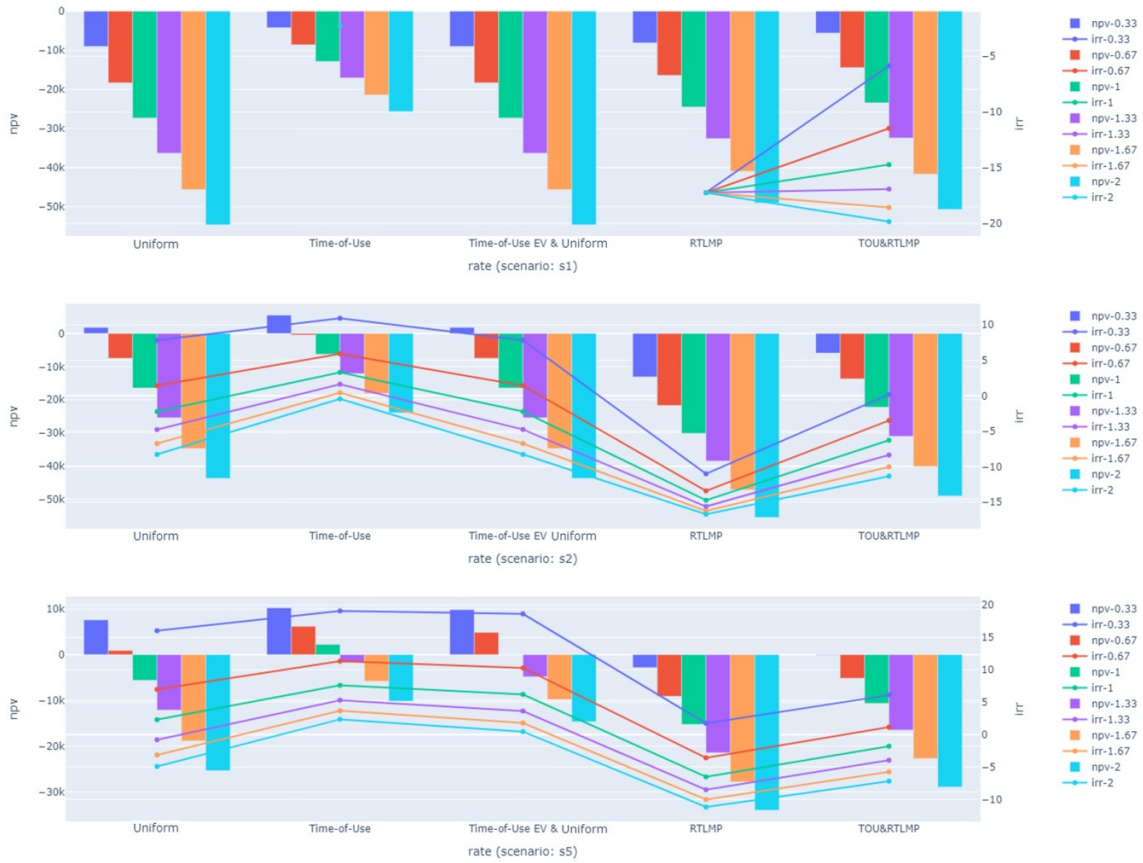 0
−10k
−20k
−30k
−40k
−50k
npv
−5
−10
−15
−20
irr
Uniform
Time-of-Use
Time-of-Use EV & Uniform
RTLMP
TOU&RTLMP
rate (scenario: s1)
npv-0.33
irr-0.33
npv-0.67
irr-0.67
npv-1
irr-1
npv-1.33
irr-1.33
npv-1.67
irr-1.67
npv-2
irr-2
0
−10k
−20k
−30k
−40k
−50k
npv
10
5
0
−5
−10
−15
irr
Uniform
Time-of-Use
Time-of-Use EV Uniform
RTLMP
TOU&RTLMP
rate (scenario: s2)
npv-0.33
irr-0.33
npv-0.67
irr-0.67
npv-1
irr-1
npv-1.33
irr-1.33
npv-1.67
irr-1.67
npv-2
irr-2
10k
0
−10k
−20k
−30k
npv
20
15
10
5
0
−5
−10
irr
Uniform
Time-of-Use
Time-of-Use EV & Uniform
RTLMP
TOU&RTLMP
rate (scenario: s5)
npv-0.33
irr-0.33
npv-0.67
irr-0.67
npv-1
irr-1
npv-1.33
irr-1.33
npv-1.67
irr-1.67
npv-2
irr-2